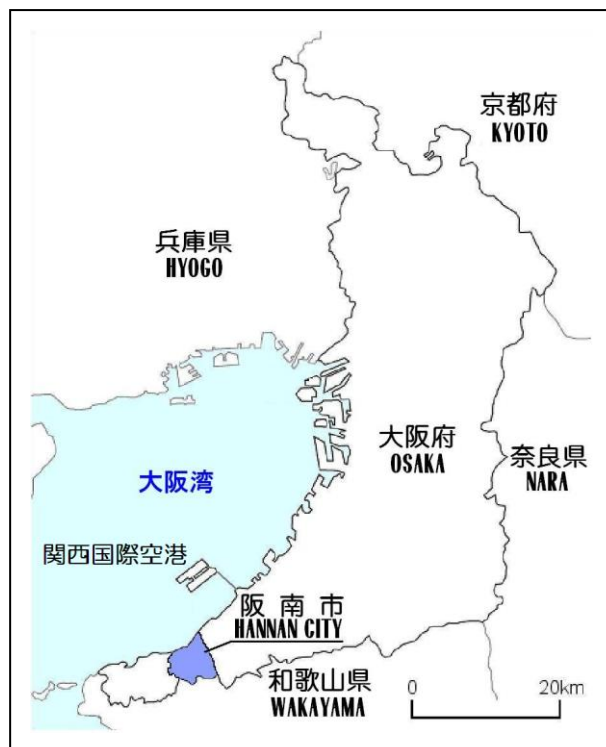 京都府
KYOTO
兵庫県
HYOGO
大阪府
OSAKA
奈良県
NARA
大阪湾
関西国際空港
阪南市
HANNAN CITY
和歌山県
WAKAYAMA
0 20km